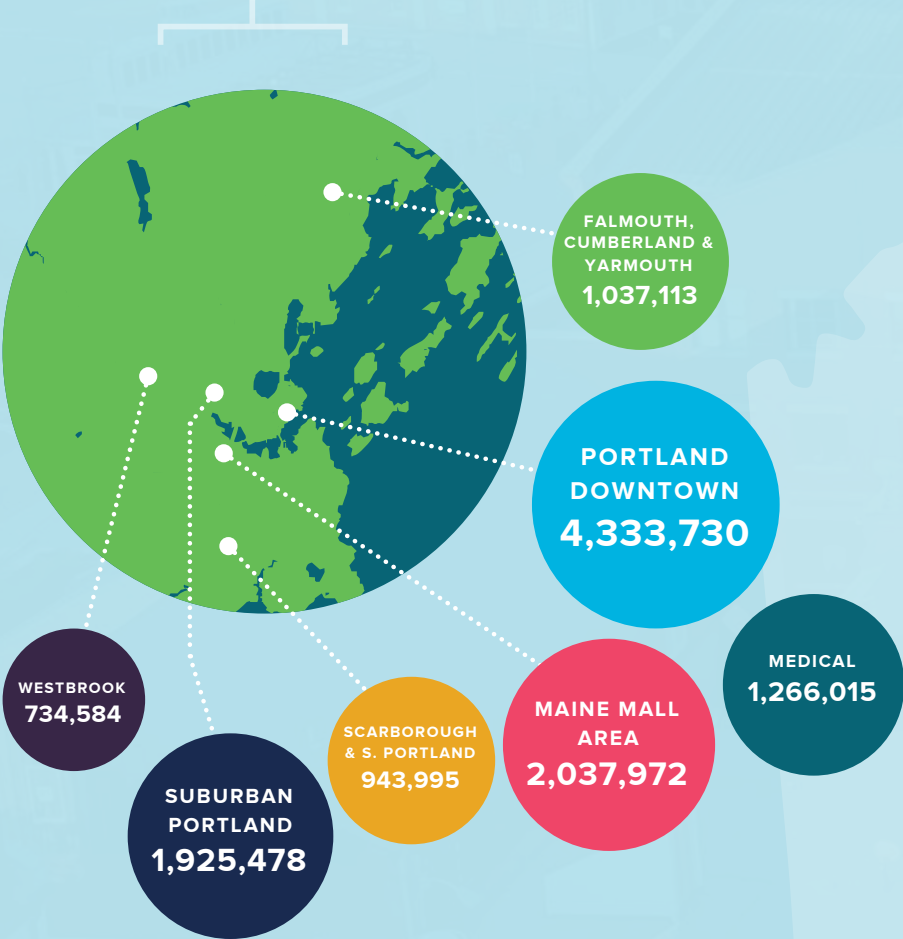 FALMOUTH,
CUMBERLAND &
YARMOUTH
1,037,113
PORTLAND
DOWNTOWN
4,333,730
MEDICAL
1,266,015
WESTBROOK
734,584
SCARBOROUGH
& S. PORTLAND
943,995
MAINE MALL
AREA
2,037,972
SUBURBAN
PORTLAND
1,925,478